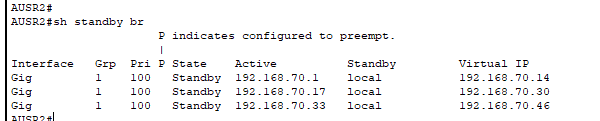 AUSR2#
AUSR2#sh standby br
P indicates configured to preempt.
|
Interface Grp Pri P State Active Standby Virtual IP
Gig 1 100 Standby 192.168.70.1 local 192.168.70.14
Gig 1 100 Standby 192.168.70.17 local 192.168.70.30
Gig 1 100 Standby 192.168.70.33 local 192.168.70.46
AUSR2#